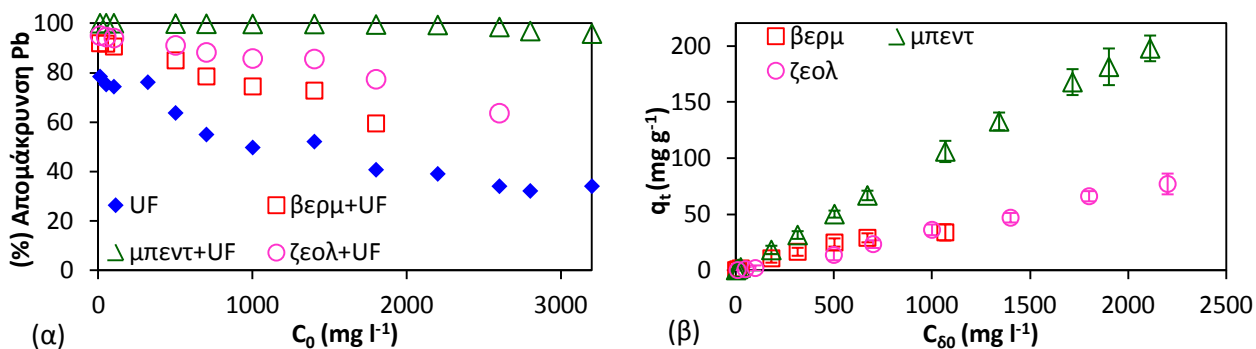 (%) Απομάκρυνση Pb
100
80
60
40
20
0
UF
βερμ+UF
μπεντ+UF
ζεολ+UF
0 1000 2000 3000
C0 (mg l-1)
(α)
qt (mg g-1)
200
150
100
50
0
βερμ
μπεντ
ζεολ
0 500 1000 1500 2000 2500
Cδ0 (mg l-1)
(β)